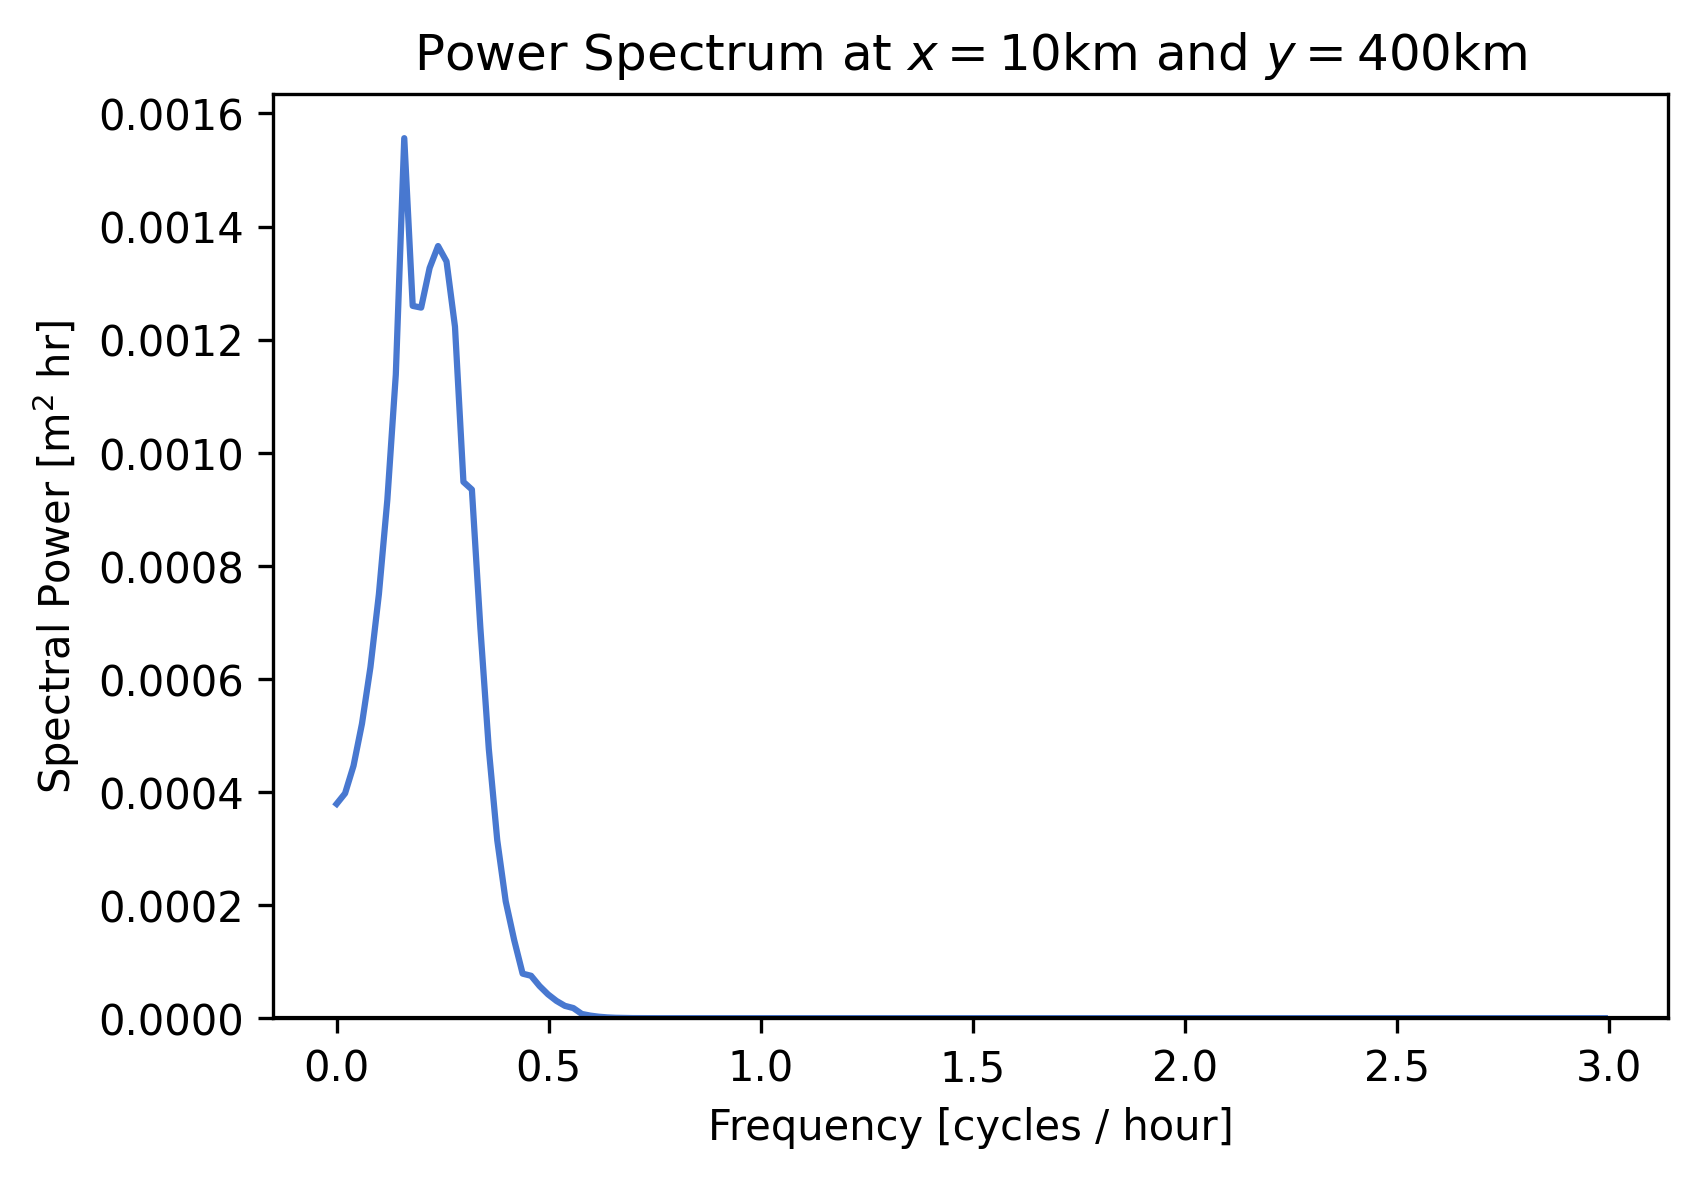 Power Spectrum at x = 10km and y = 400km
0.0016
0.0014
0.0012
0.0010
0.0008
0.0006
0.0004
0.0002
0.0000
Spectral Power [m² hr]
0.0 0.5 1.0 1.5 2.0 2.5 3.0
Frequency [cycles / hour]